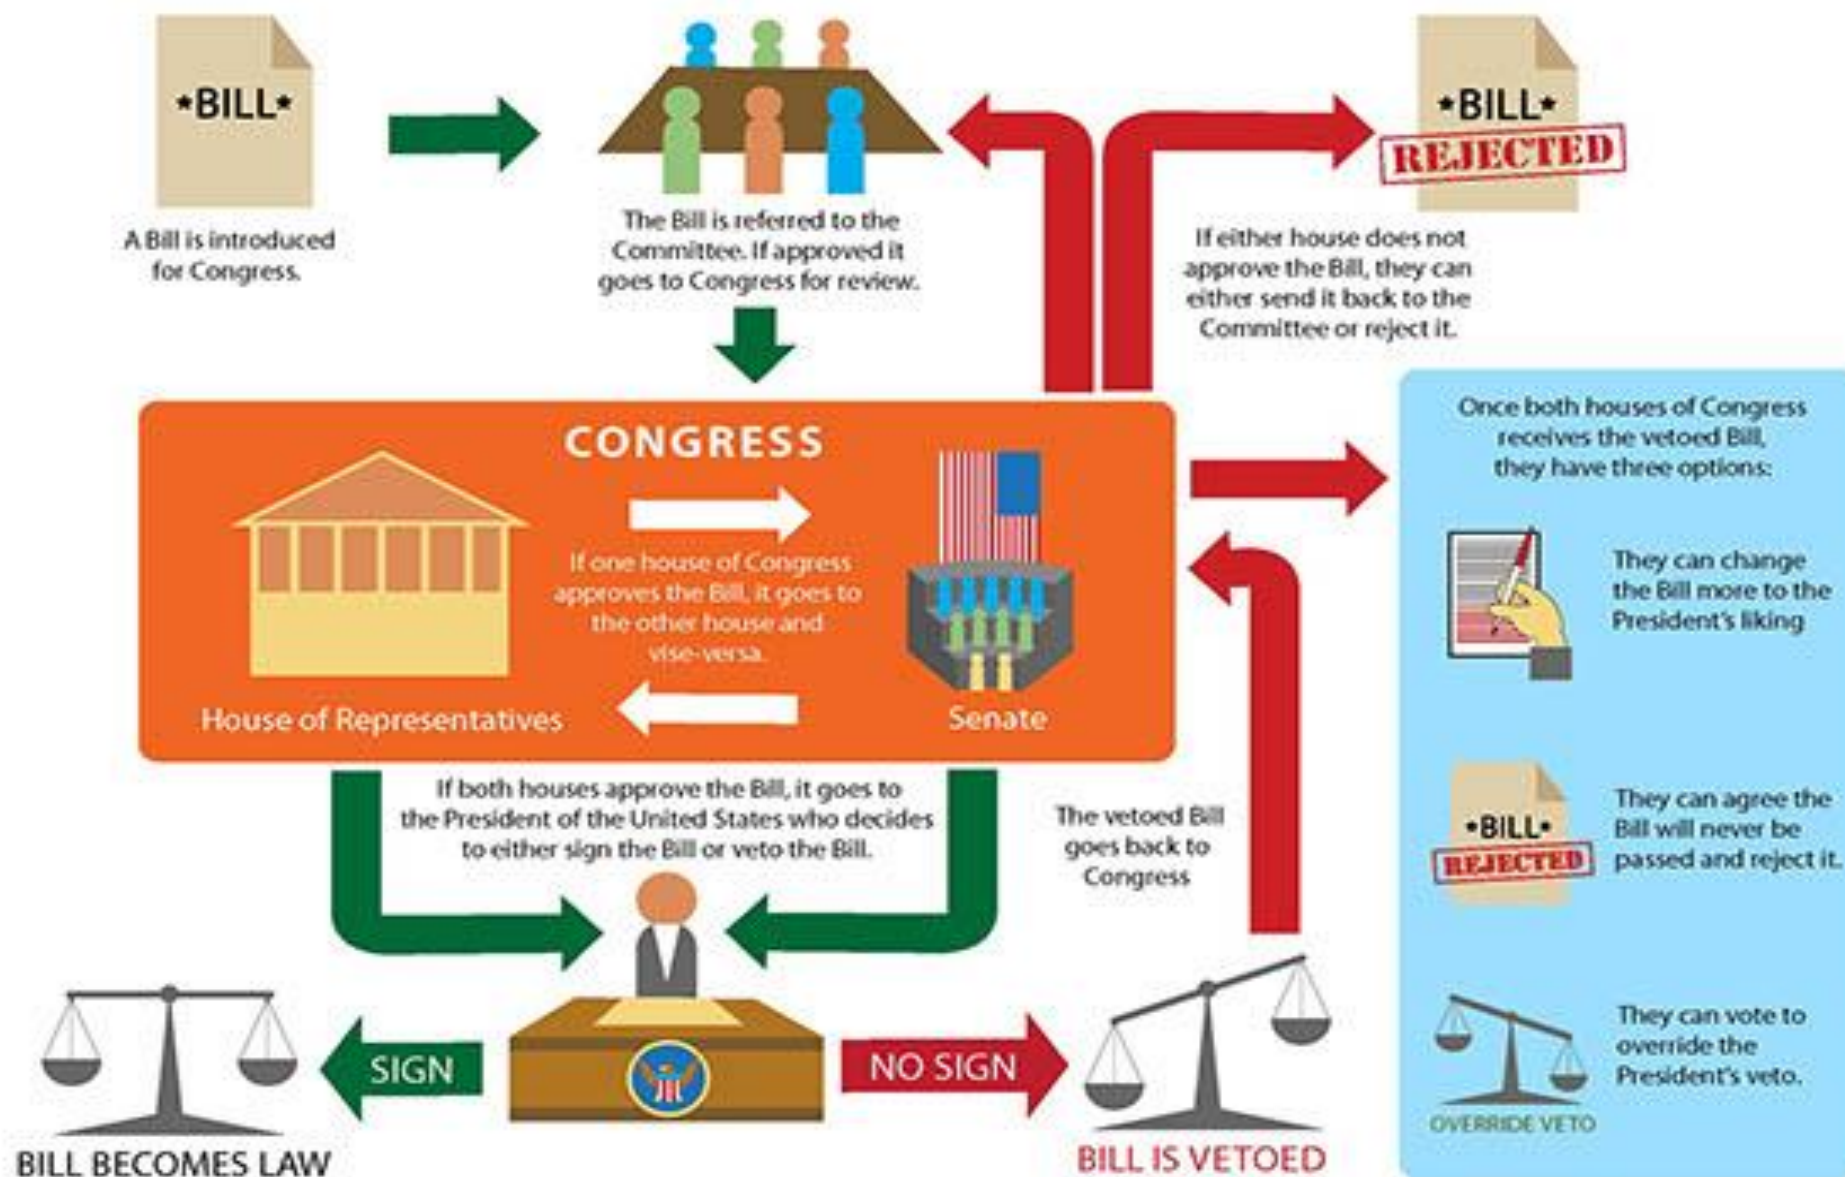 ★BILL★
A Bill is introduced
for Congress.
The Bill is referred to the
Committee. If approved it
goes to Congress for review.
★BILL★
REJECTED
If either house does not
approve the Bill, they can
either send it back to the
Committee or reject it.
CONGRESS
If one house of Congress
approves the Bill, it goes to
the other house and
vise-versa.
House of Representatives
Senate
Once both houses of Congress
receives the vetoed Bill,
they have three options:
They can change
the Bill more to the
President's liking
•BILL•
REJECTED
They can agree the
Bill will never be
passed and reject it.
They can vote to
override the
President's veto.
OVERRIDE VETO
If both houses approve the Bill, it goes to
the President of the United States who decides
to either sign the Bill or veto the Bill.
The vetoed Bill
goes back to
Congress
SIGN
NO SIGN
BILL BECOMES LAW
BILL IS VETOED